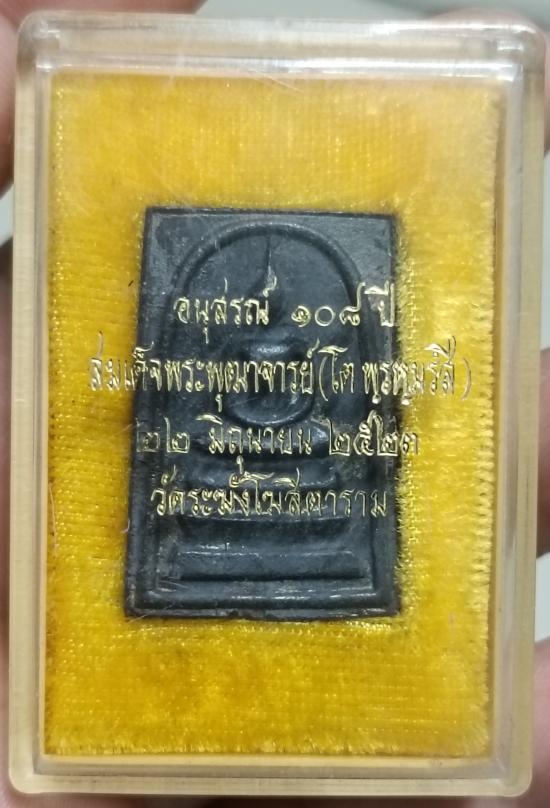 อนุสรณ์ ๑๐๘ ปี
สมเด็จพระพุฒาจารย์(โต พฺรหฺมรํสี)
๒๒ มิถุนายน ๒๕๒๓
วัดระฆังโฆสิตาราม